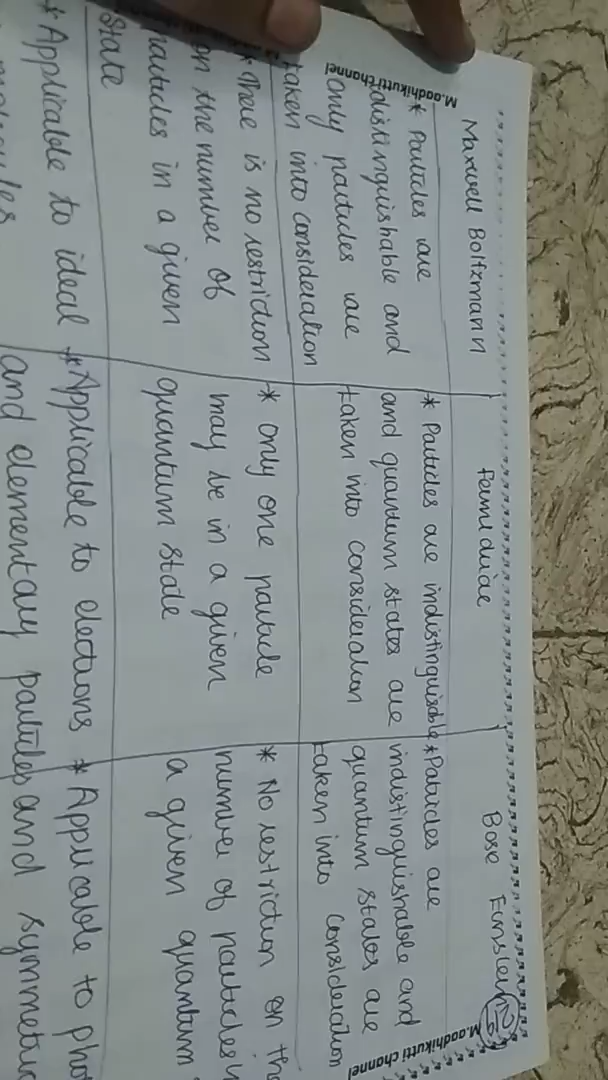 Maxwell Boltzmann
Fermi diriac
Bose Einstein
* Particles are
distinguishable and
only particles are
taken into consideration
* Particles are indistinguisable
and quantum states are
taken into consideration
* Particles are
indistinguishable and
quantum states are
taken into consideration
* There is no restriction
on the number of
particles in a given
State
* only one particle
may be in a given
quantum state
* No restriction on the
number of particles in
a given quantum
* Applicable to ideal
molecules
* Applicable to electrons
and elementary particles
* Applicable to
and symmetric
M.aadhikutti channel
M.aadhikutti channel